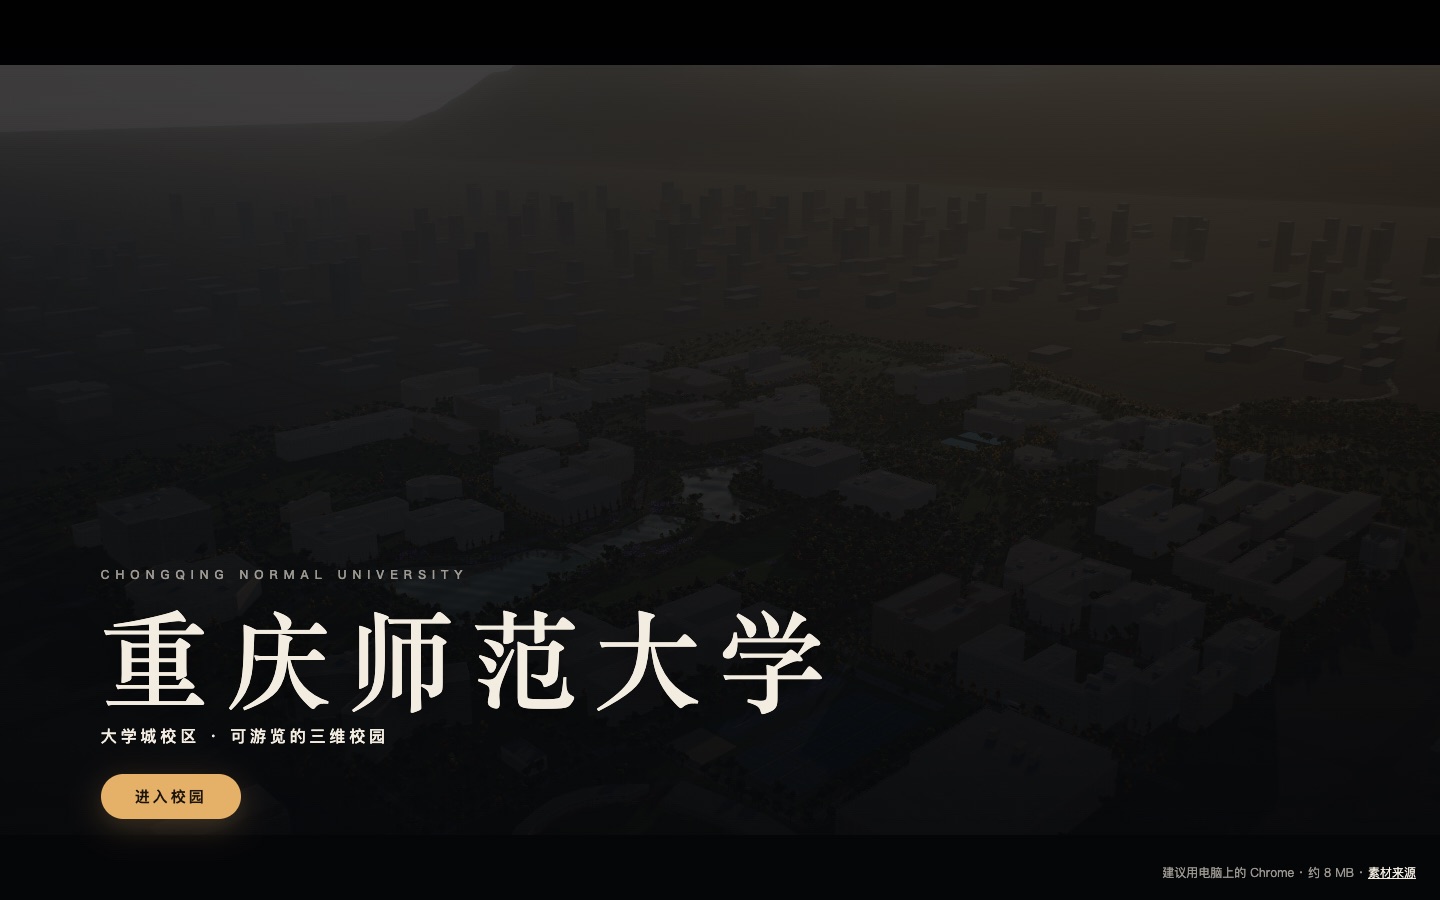 CHONGQING NORMAL UNIVERSITY
重庆师范大学
大学城校区 · 可游览的三维校园
进入校园
建议用电脑上的 Chrome · 约 8 MB · 素材来源